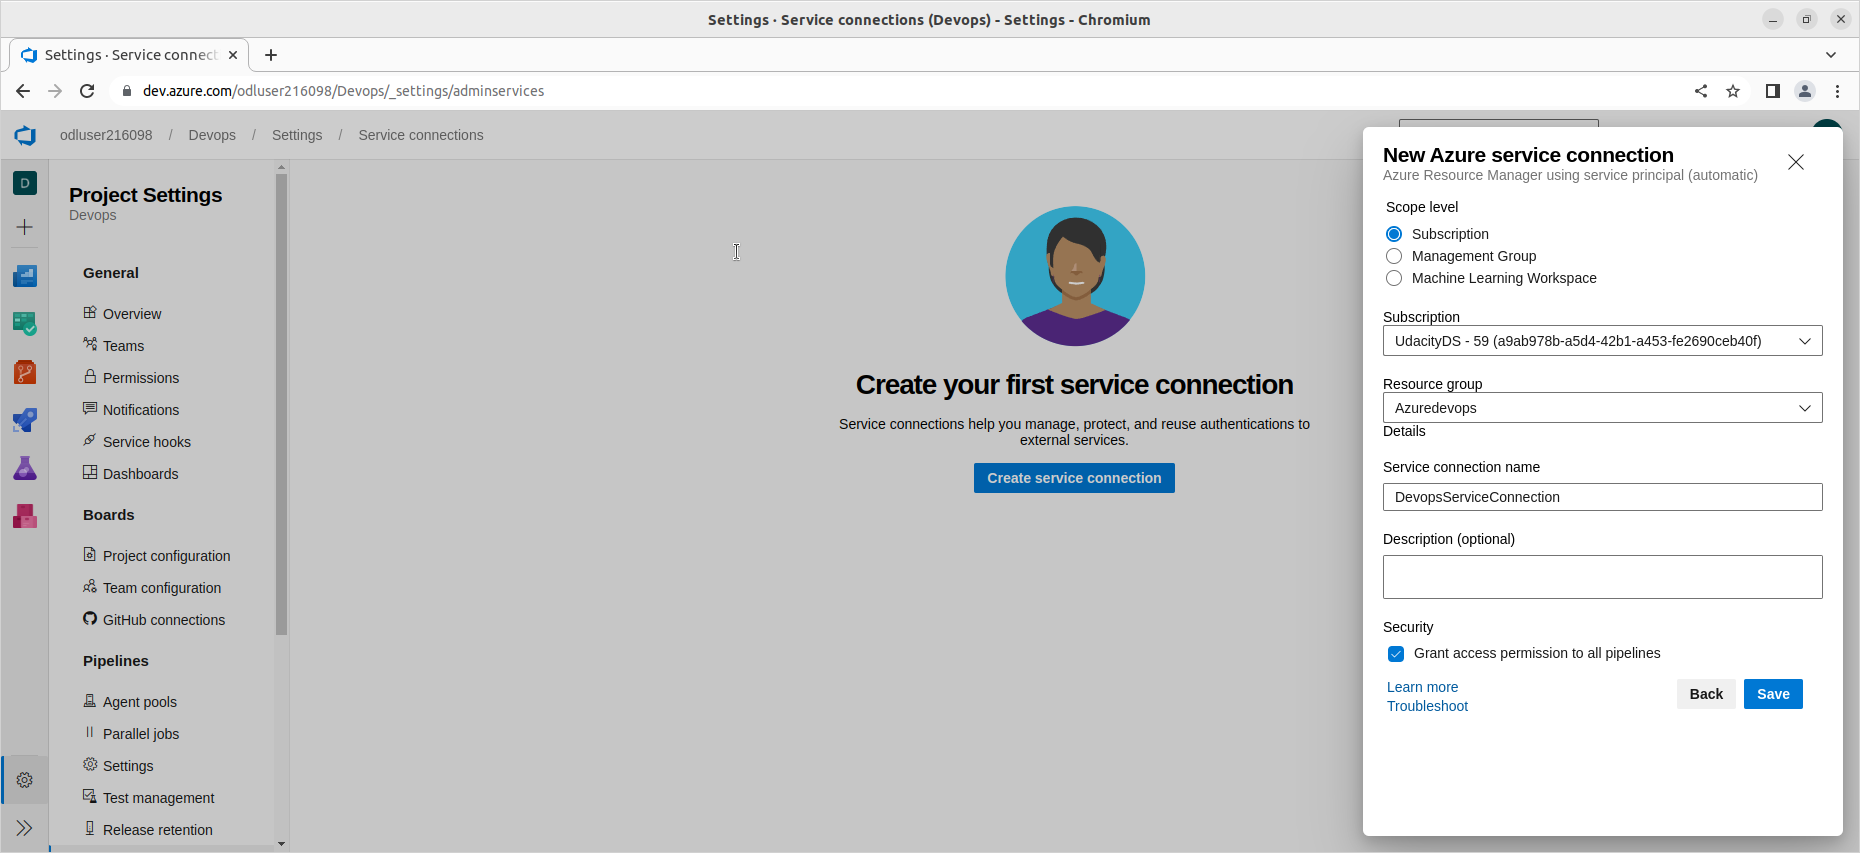 Settings · Service connections (Devops) - Settings - Chromium
Settings · Service connect
dev.azure.com/odluser216098/Devops/_settings/adminservices
odluser216098 / Devops / Settings / Service connections
D
Project Settings
Devops
General
Overview
Teams
Permissions
Notifications
Service hooks
Dashboards
Boards
Project configuration
Team configuration
GitHub connections
Pipelines
Agent pools
Parallel jobs
Settings
Test management
Release retention
Create your first service connection
Service connections help you manage, protect, and reuse authentications to
external services.
Create service connection
New Azure service connection
Azure Resource Manager using service principal (automatic)
Scope level
Subscription
Management Group
Machine Learning Workspace
Subscription
UdacityDS - 59 (a9ab978b-a5d4-42b1-a453-fe2690ceb40f)
Resource group
Azuredevops
Details
Service connection name
DevopsServiceConnection
Description (optional)
Security
Grant access permission to all pipelines
Learn more
Troubleshoot
Back
Save